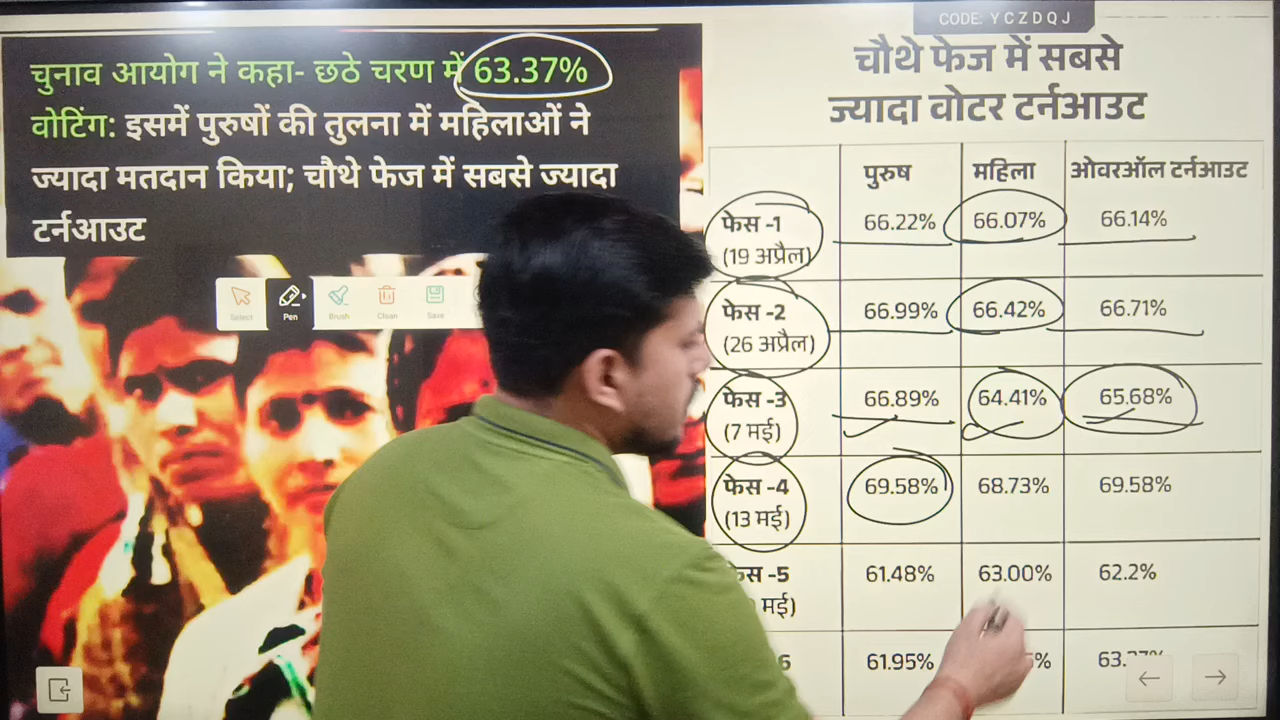 CODE: YCZDQJ
चुनाव आयोग ने कहा- छठे चरण में 63.37%
वोटिंग: इसमें पुरुषों की तुलना में महिलाओं ने
ज्यादा मतदान किया; चौथे फेज में सबसे ज्यादा
टर्नआउट
Select Pen Brush Clean Save
चौथे फेज में सबसे
ज्यादा वोटर टर्नआउट
पुरुष महिला ओवरऑल टर्नआउट
फेस -1 66.22% 66.07% 66.14%
(19 अप्रैल)
फेस -2 66.99% 66.42% 66.71%
(26 अप्रैल)
फेस -3 66.89% 64.41% 65.68%
(7 मई)
फेस -4 69.58% 68.73% 69.58%
(13 मई)
-5 61.48% 63.00% 62.2%
मई)
61.95%